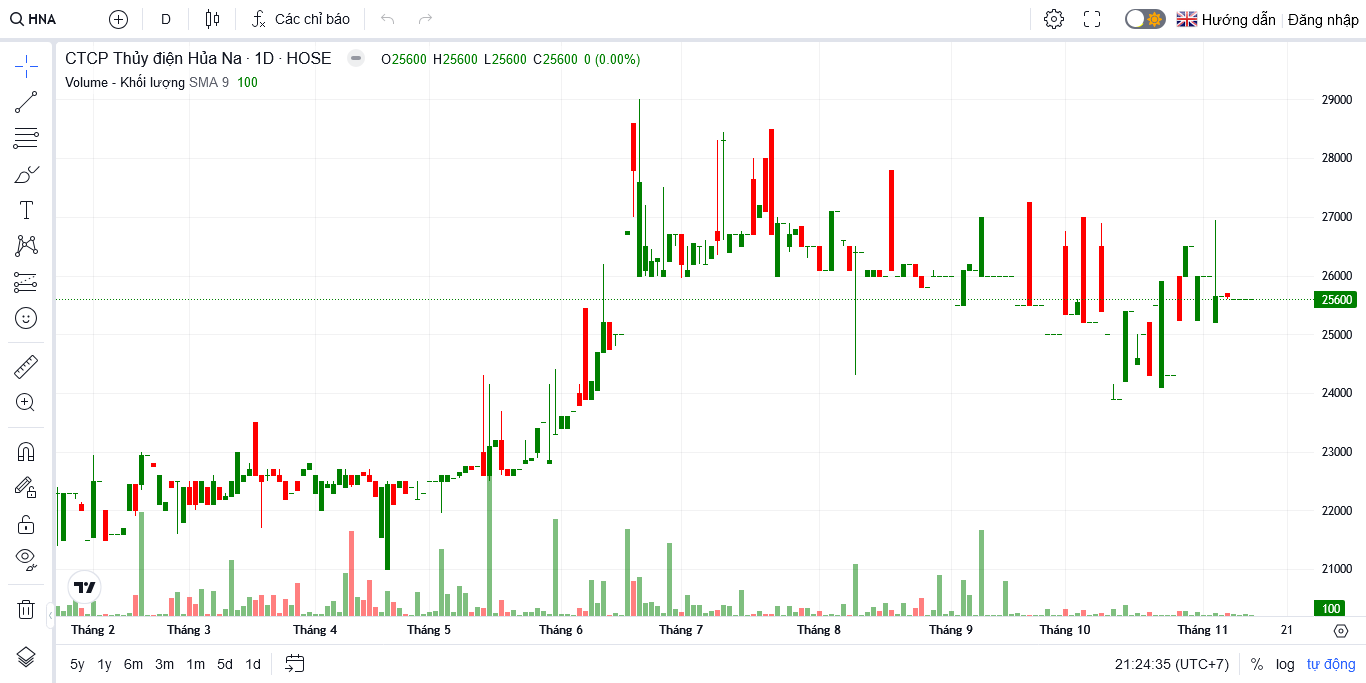 HNA D Các chỉ báo Hướng dẫn Đăng nhập
CTCP Thủy điện Hủa Na · 1D · HOSE O25600 H25600 L25600 C25600 0 (0.00%)
Volume - Khối lượng SMA 9 100
29000
28000
27000
26000
25600
25000
24000
23000
22000
21000
100
Tháng 2 Tháng 3 Tháng 4 Tháng 5 Tháng 6 Tháng 7 Tháng 8 Tháng 9 Tháng 10 Tháng 11 21
5y 1y 6m 3m 1m 5d 1d 21:24:35 (UTC+7) % log tự động